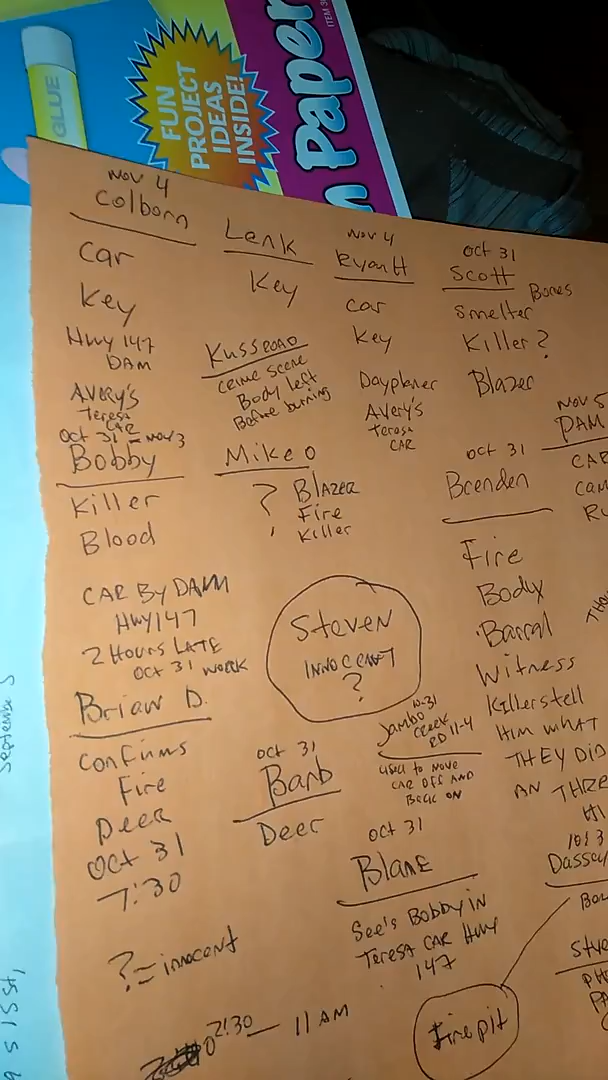 GLUE
FUN
PROJECT
IDEAS
INSIDE!
Paper
Nov 4
Colborn
Car
Key
Hwy 147
DAM
AVery's
Teresa
CAR
Lenk
Key
Kuss ROAD
crime scene
Body left
Before burning
Nov 4
Ryan H
car
Key
Dayplaner
Avery's
Teresa
CAR
Oct 31
Scott
Bones
Smelter
Killer?
Blazer
Nov 5
PAM
CAR
Oct 31 - Nov 3
Bobby
Killer
Blood
CAR By DAM
Hwy 147
2 Hours LATE
Oct 31 work
Mike O
?
Blazer
Fire
Killer
Oct 31
Brenden
Fire
Body
Barral
Witness
Killers tell
Him WHAT
THEY DID
AN THRE
Steven
INNOCENT
?
Brian D.
Confirms
Fire
Deer
Oct 31
7:30
Oct 31
Barb
Deer
10-31
Jambo Creek
RD 11-4
used to move
CAR OFF AND
BACK ON
Oct 31
Blane
See's Bobby in
Teresa CAR Hwy
147
Dassey
Firepit
? = innocent
2:30 — 11 AM
September 5